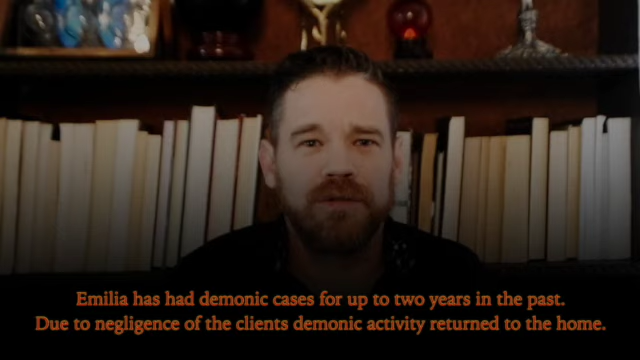 Emilia has had demonic cases for up to two years in the past.
Due to negligence of the clients demonic activity returned to the home.